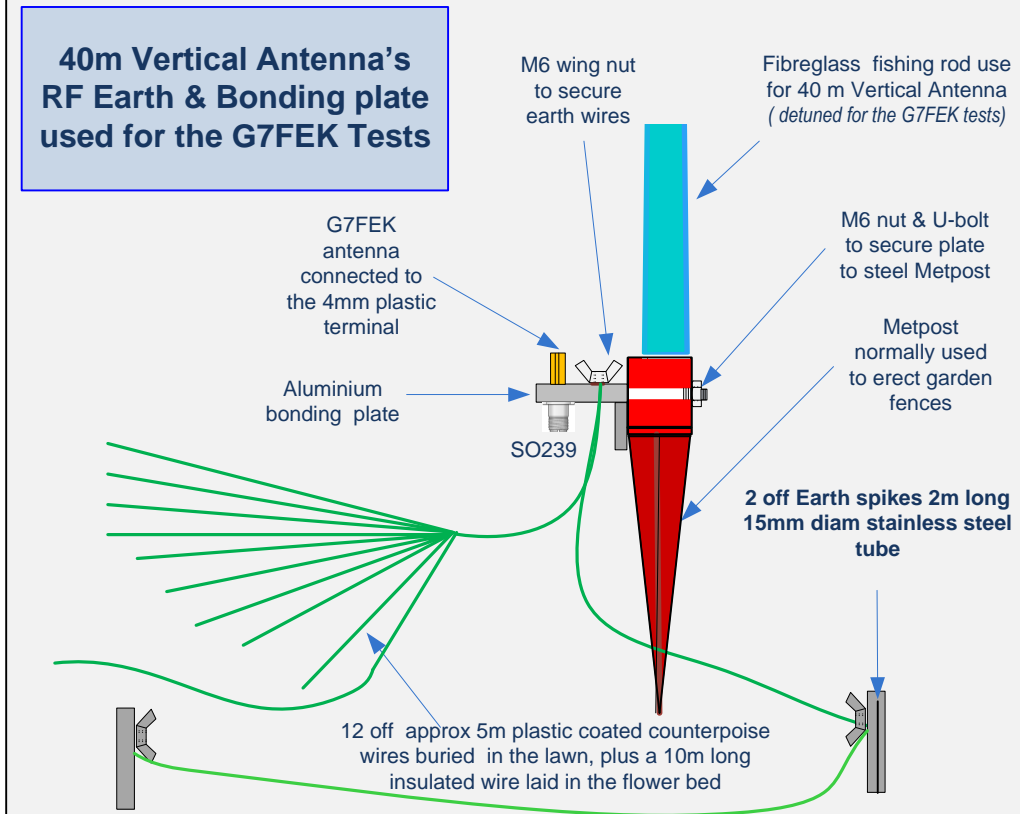 40m Vertical Antenna’s
RF Earth & Bonding plate
used for the G7FEK Tests
M6 wing nut
to secure
earth wires
Fibreglass fishing rod use
for 40 m Vertical Antenna
( detuned for the G7FEK tests)
G7FEK
antenna
connected to
the 4mm plastic
terminal
M6 nut & U-bolt
to secure plate
to steel Metpost
Metpost
normally used
to erect garden
fences
Aluminium
bonding plate
SO239
2 off Earth spikes 2m long
15mm diam stainless steel
tube
12 off approx 5m plastic coated counterpoise
wires buried in the lawn, plus a 10m long
insulated wire laid in the flower bed